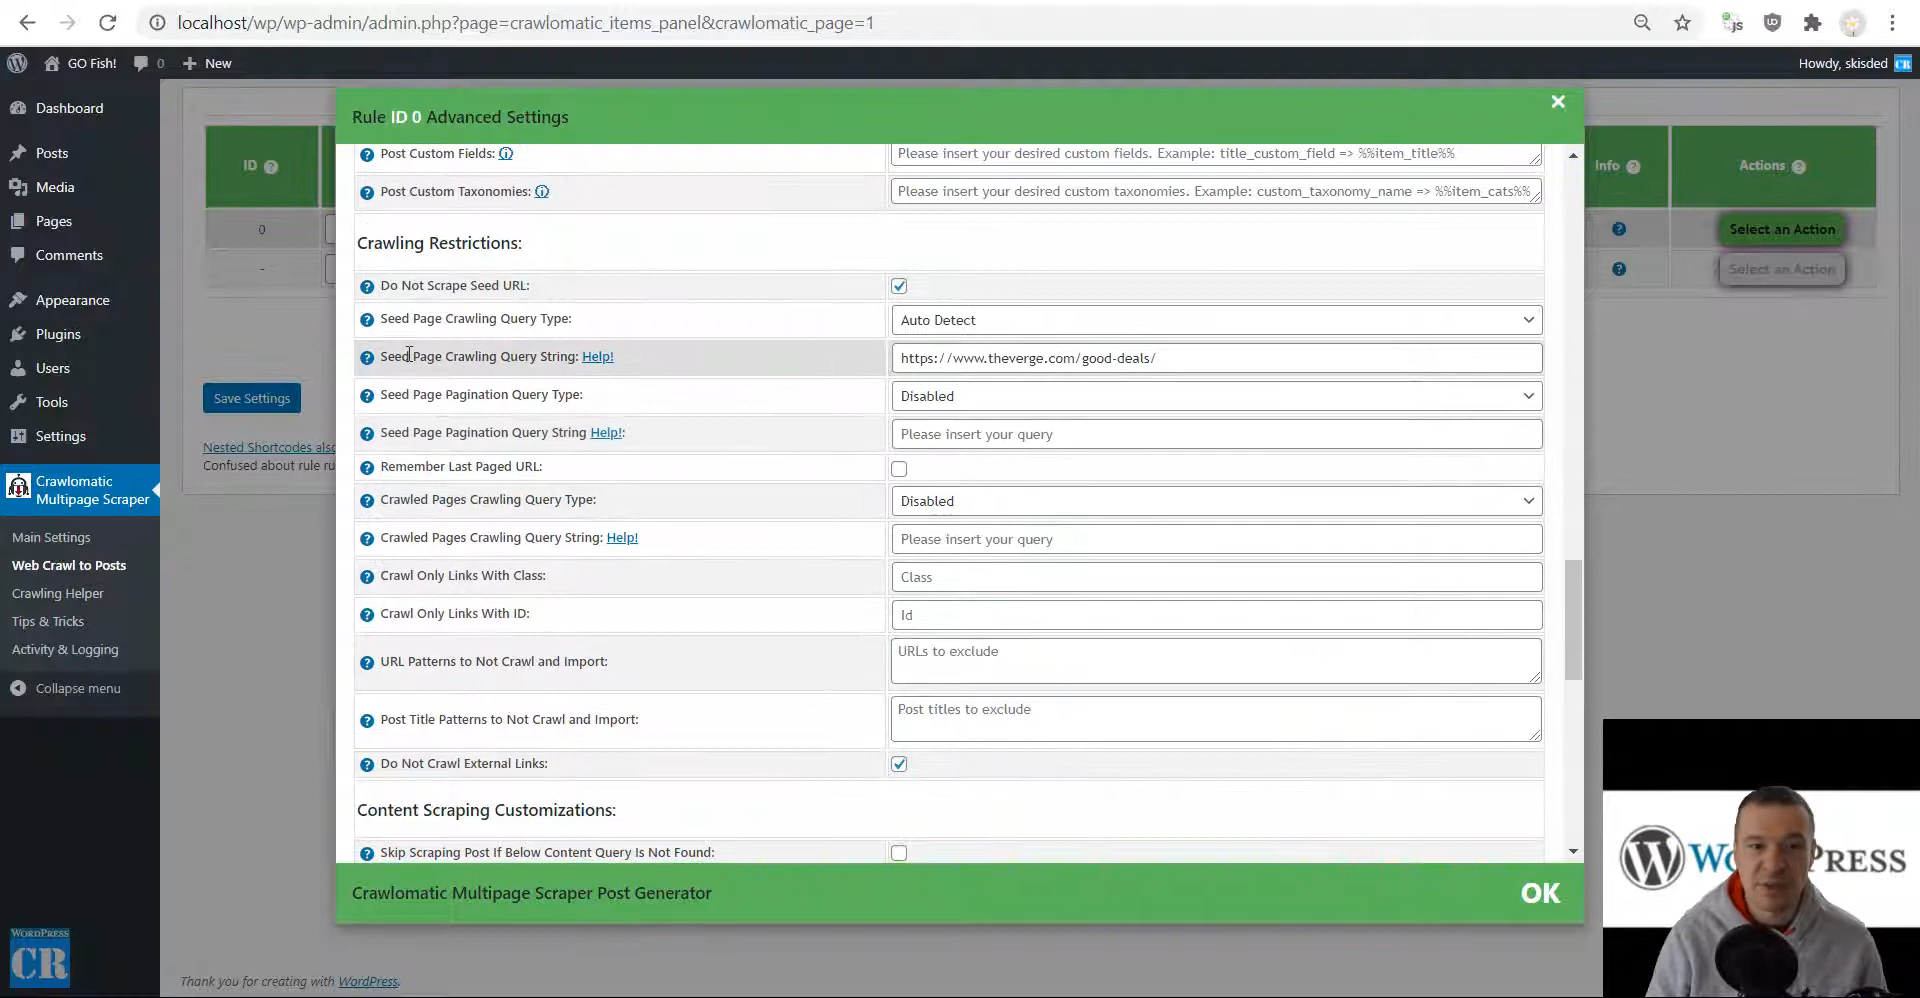 localhost/wp/wp-admin/admin.php?page=crawlomatic_items_panel&crawlomatic_page=1
GO Fish! 0 New
Howdy, skisded
Dashboard
Posts
Media
Pages
Comments
Appearance
Plugins
Users
Tools
Settings
Crawlomatic
Multipage Scraper
Main Settings
Web Crawl to Posts
Crawling Helper
Tips & Tricks
Activity & Logging
Collapse menu
WORDPRESS
CR
ID
0
-
Save Settings
Nested Shortcodes also
Confused about rule ru
Rule ID 0 Advanced Settings
Post Custom Fields:
Please insert your desired custom fields. Example: title_custom_field => %%item_title%%
Post Custom Taxonomies:
Please insert your desired custom taxonomies. Example: custom_taxonomy_name => %%item_cats%%
Crawling Restrictions:
Do Not Scrape Seed URL:
Seed Page Crawling Query Type:
Auto Detect
Seed Page Crawling Query String: Help!
https://www.theverge.com/good-deals/
Seed Page Pagination Query Type:
Disabled
Seed Page Pagination Query String Help!:
Please insert your query
Remember Last Paged URL:
Crawled Pages Crawling Query Type:
Disabled
Crawled Pages Crawling Query String: Help!
Please insert your query
Crawl Only Links With Class:
Class
Crawl Only Links With ID:
Id
URL Patterns to Not Crawl and Import:
URLs to exclude
Post Title Patterns to Not Crawl and Import:
Post titles to exclude
Do Not Crawl External Links:
Content Scraping Customizations:
Skip Scraping Post If Below Content Query Is Not Found:
Crawlomatic Multipage Scraper Post Generator
OK
Info
Actions
Select an Action
Select an Action
Thank you for creating with WordPress.